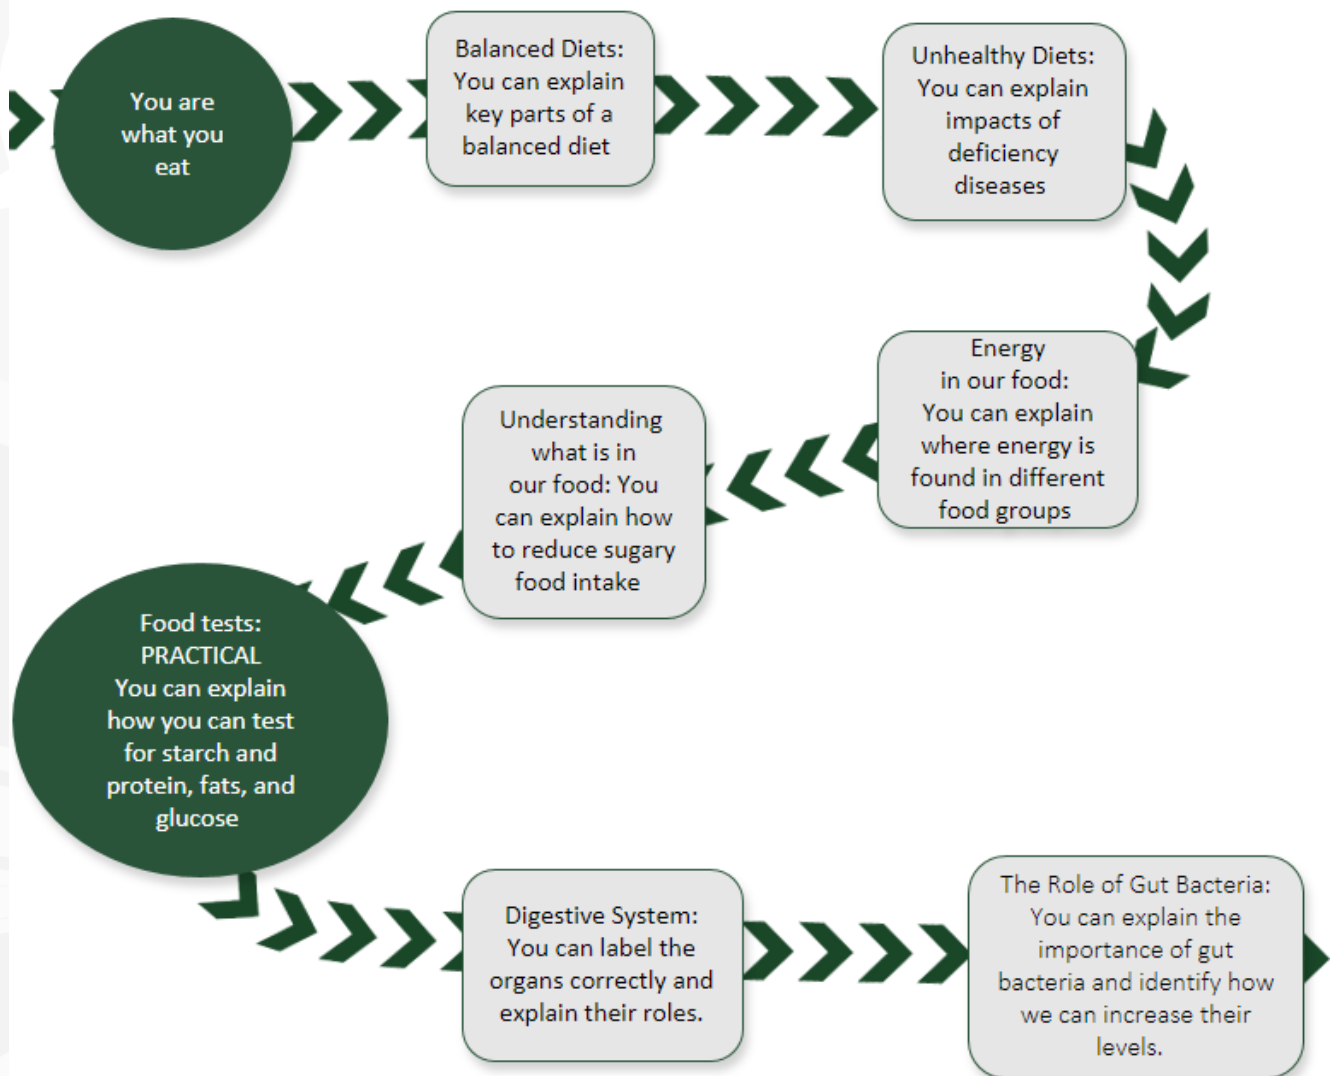 You are
what you
eat
Balanced Diets:
You can explain
key parts of a
balanced diet
Unhealthy Diets:
You can explain
impacts of
deficiency
diseases
Energy
in our food:
You can explain
where energy is
found in different
food groups
Understanding
what is in
our food: You
can explain how
to reduce sugary
food intake
Food tests:
PRACTICAL
You can explain
how you can test
for starch and
protein, fats, and
glucose
Digestive System:
You can label the
organs correctly and
explain their roles.
The Role of Gut Bacteria:
You can explain the
importance of gut
bacteria and identify how
we can increase their
levels.